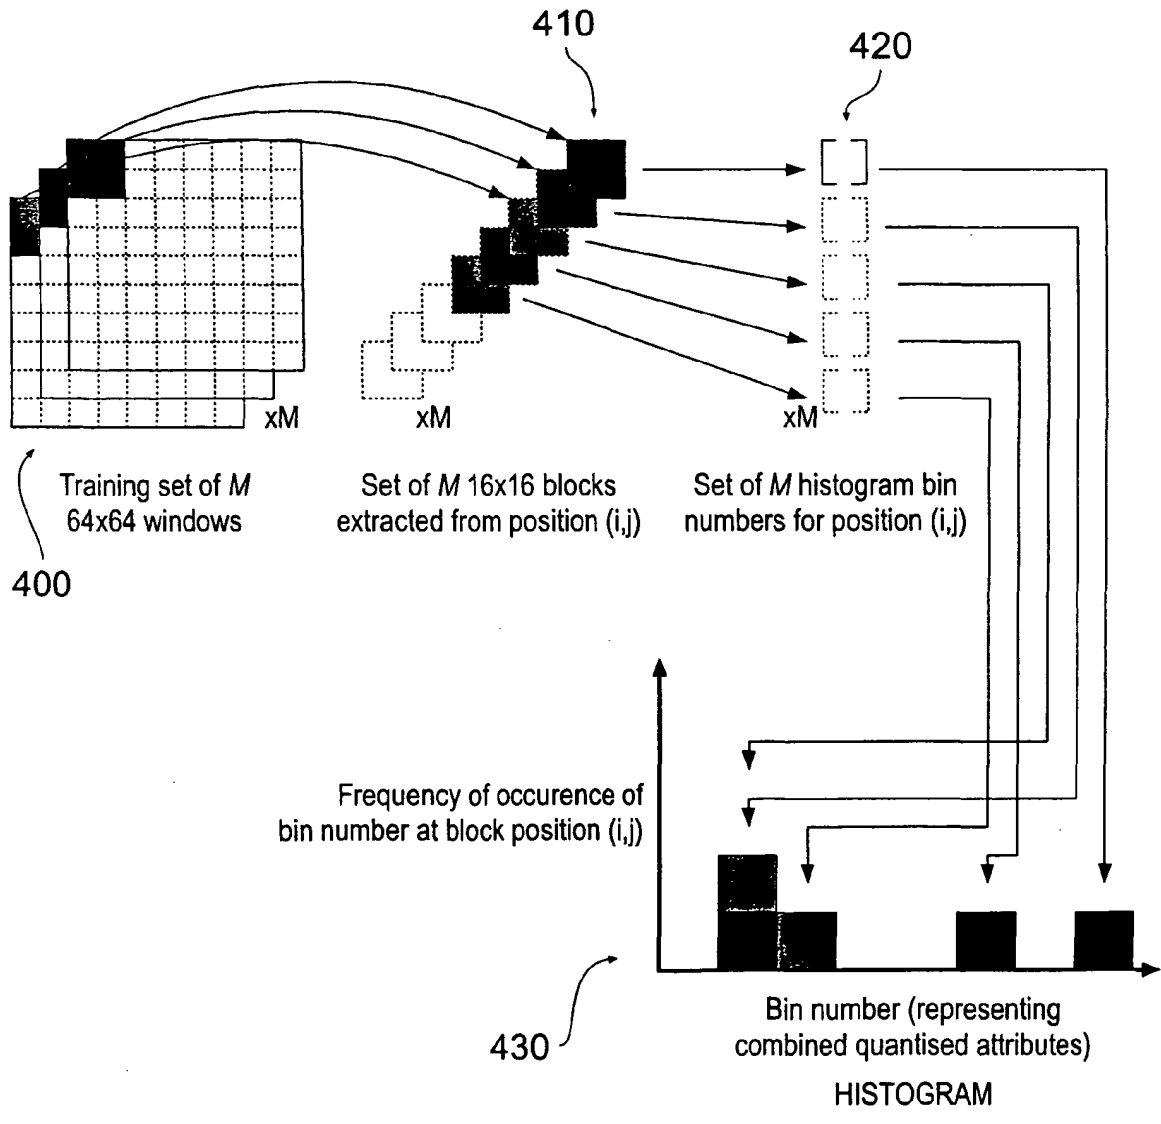 410
420
xM
xM
xM
Training set of M
64x64 windows
Set of M 16x16 blocks
extracted from position (i,j)
Set of M histogram bin
numbers for position (i,j)
400
Frequency of occurence of
bin number at block position (i,j)
430
Bin number (representing
combined quantised attributes)
HISTOGRAM